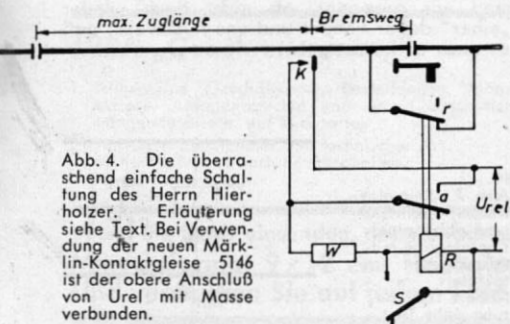 max. Zuglänge
Bremsweg
K
r
Abb. 4. Die überra-
schend einfache Schal-
tung des Herrn Hier-
holzer. Erläuterung
siehe Text. Bei Verwen-
dung der neuen Märk-
lin-Kontaktgleise 5146
ist der obere Anschluß
von Urel mit Masse
verbunden.
a
Urel
W
R
S